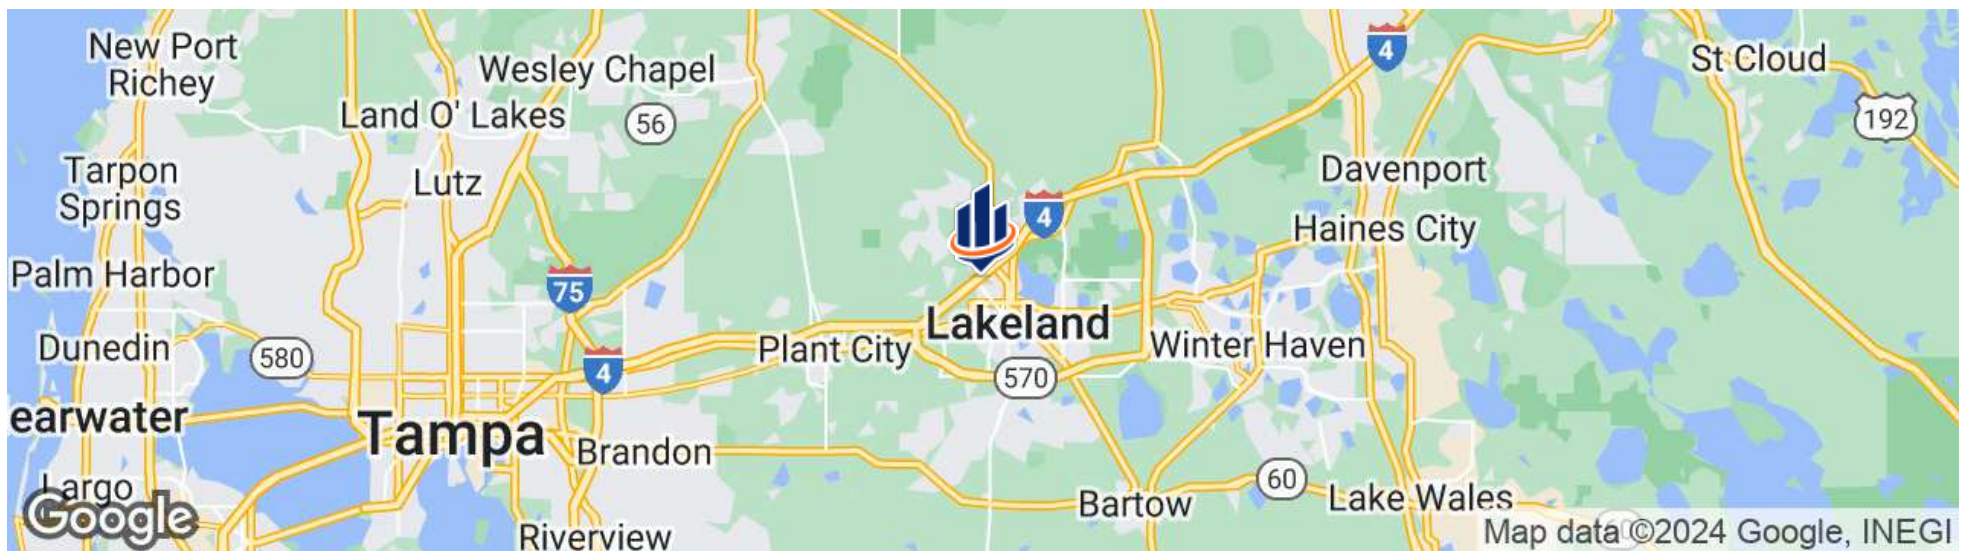 New Port
Richey
Wesley Chapel
Land O' Lakes
56
4
St Cloud
192
Tarpon
Springs
Lutz
Davenport
4
Haines City
Palm Harbor
75
Dunedin
580
4
Plant City
Lakeland
570
Winter Haven
earwater
Tampa
Brandon
60
Largo
Bartow
Lake Wales
Google
Riverview
Map data ©2024 Google, INEGI